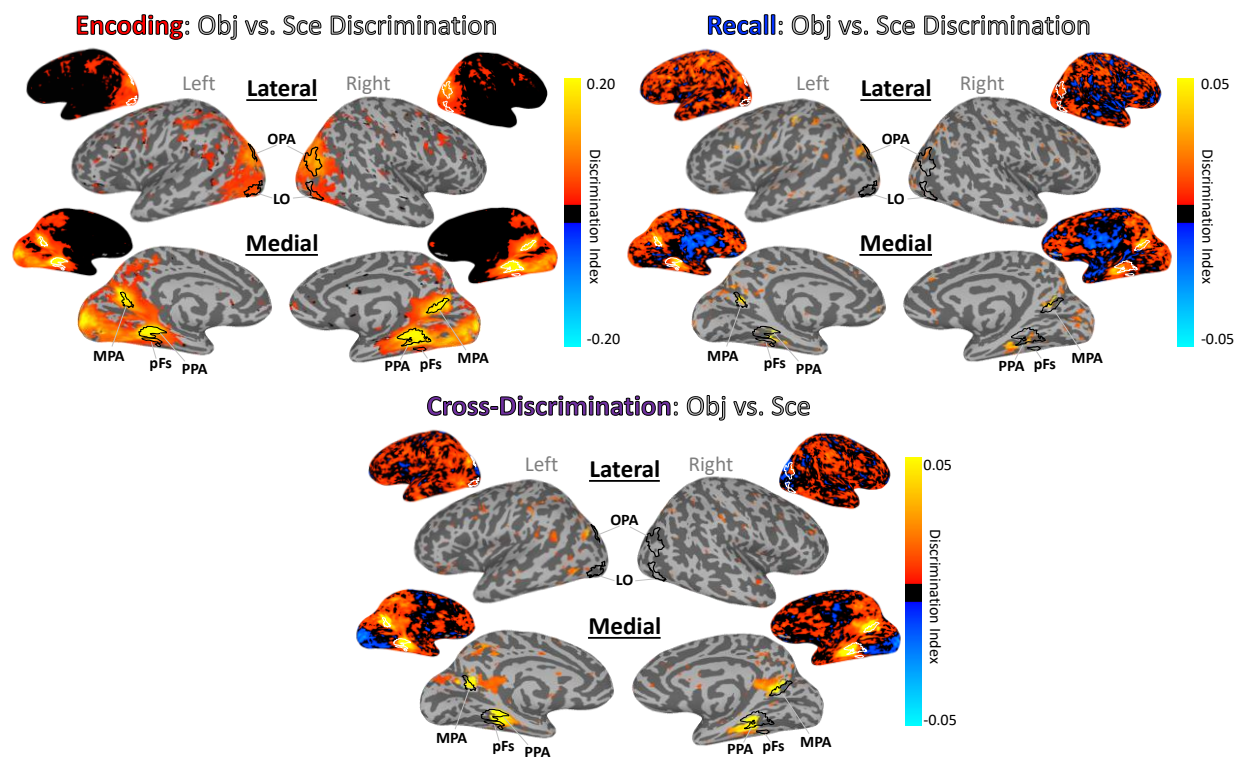 Encoding: Obj vs. Sce Discrimination
Left
Lateral
Right
OPA
LO
Medial
MPA
pFs
PPA
PPA
pFs
MPA
0.20
Discrimination Index
-0.20
Recall: Obj vs. Sce Discrimination
Left
Lateral
Right
OPA
LO
Medial
MPA
pFs
PPA
PPA
pFs
MPA
0.05
Discrimination Index
-0.05
Cross-Discrimination: Obj vs. Sce
Left
Lateral
Right
OPA
LO
Medial
MPA
pFs
PPA
PPA
pFs
MPA
0.05
Discrimination Index
-0.05